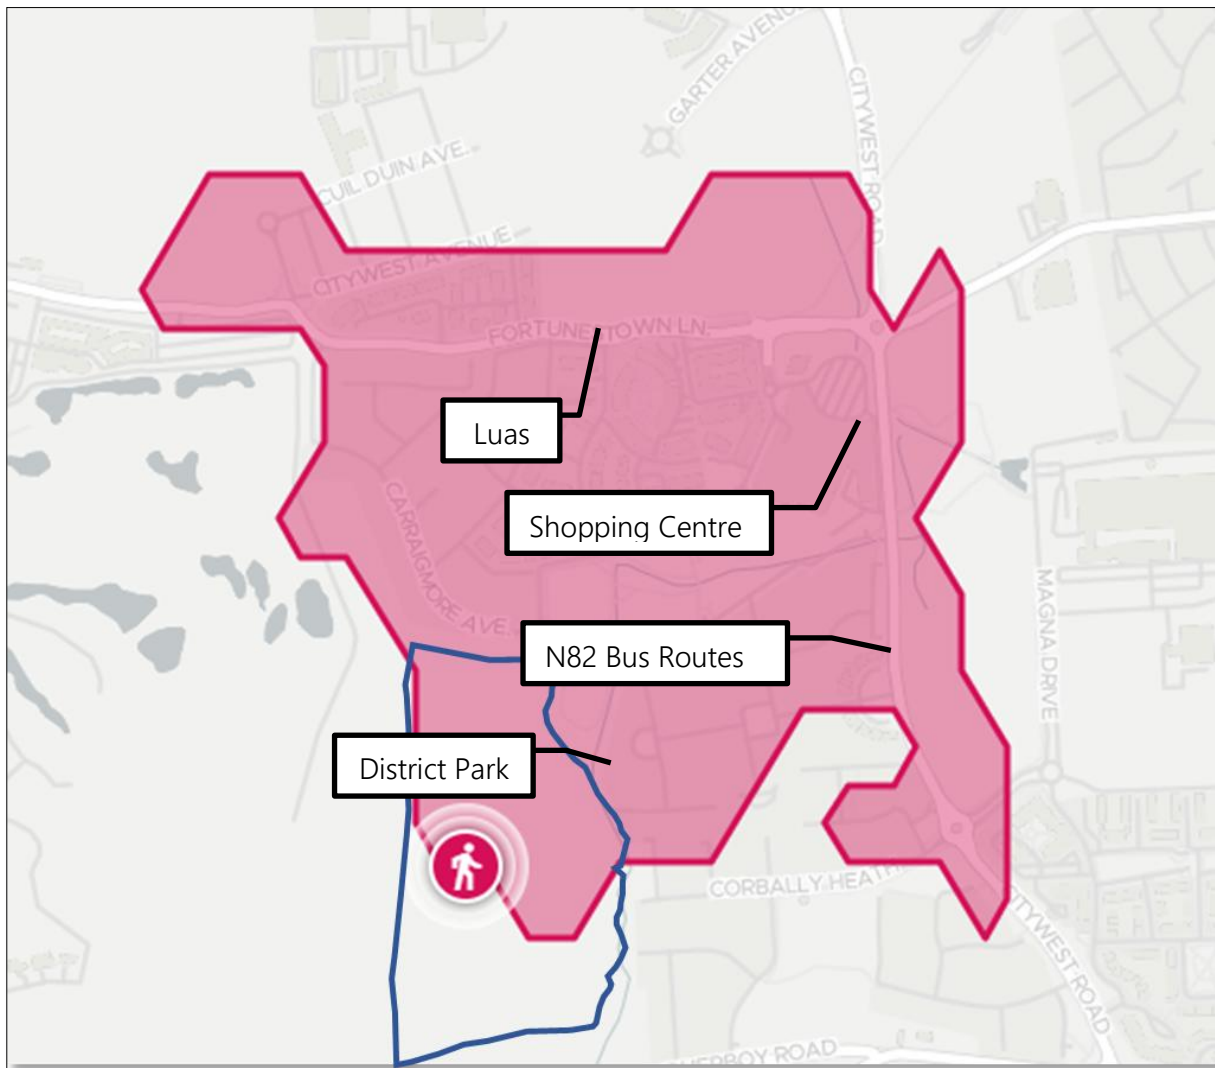 GARTER AVENUE
CITYWEST ROAD
CUIL DUIN AVE.
CITYWEST AVENUE
FORTUNESTOWN LN.
Luas
Shopping Centre
CARRAIGMORE AVE.
N82 Bus Routes
MAGNA DRIVE
District Park
CORBALLY HEATH
CITYWEST ROAD
HERBOY ROAD